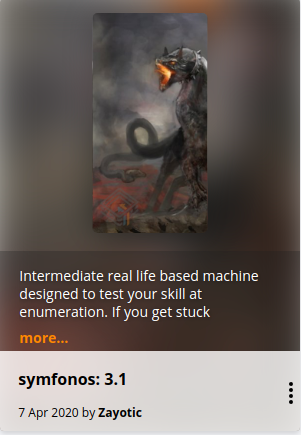 Intermediate real life based machine
designed to test your skill at
enumeration. If you get stuck
more...
symfonos: 3.1
7 Apr 2020 by Zayotic